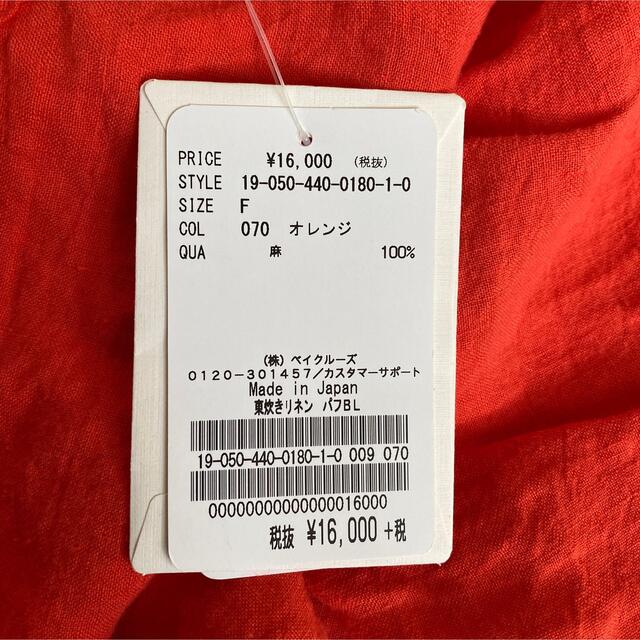 PRICE ¥16,000 (税抜)
STYLE 19-050-440-0180-1-0
SIZE F
COL 070 オレンジ
QUA 麻 100%
(株) ベイクルーズ
0120-301457/カスタマーサポート
Made in Japan
東炊きリネン パフBL
19-050-440-0180-1-0 009 070
00000000000000016000
税抜 ¥16,000 +税